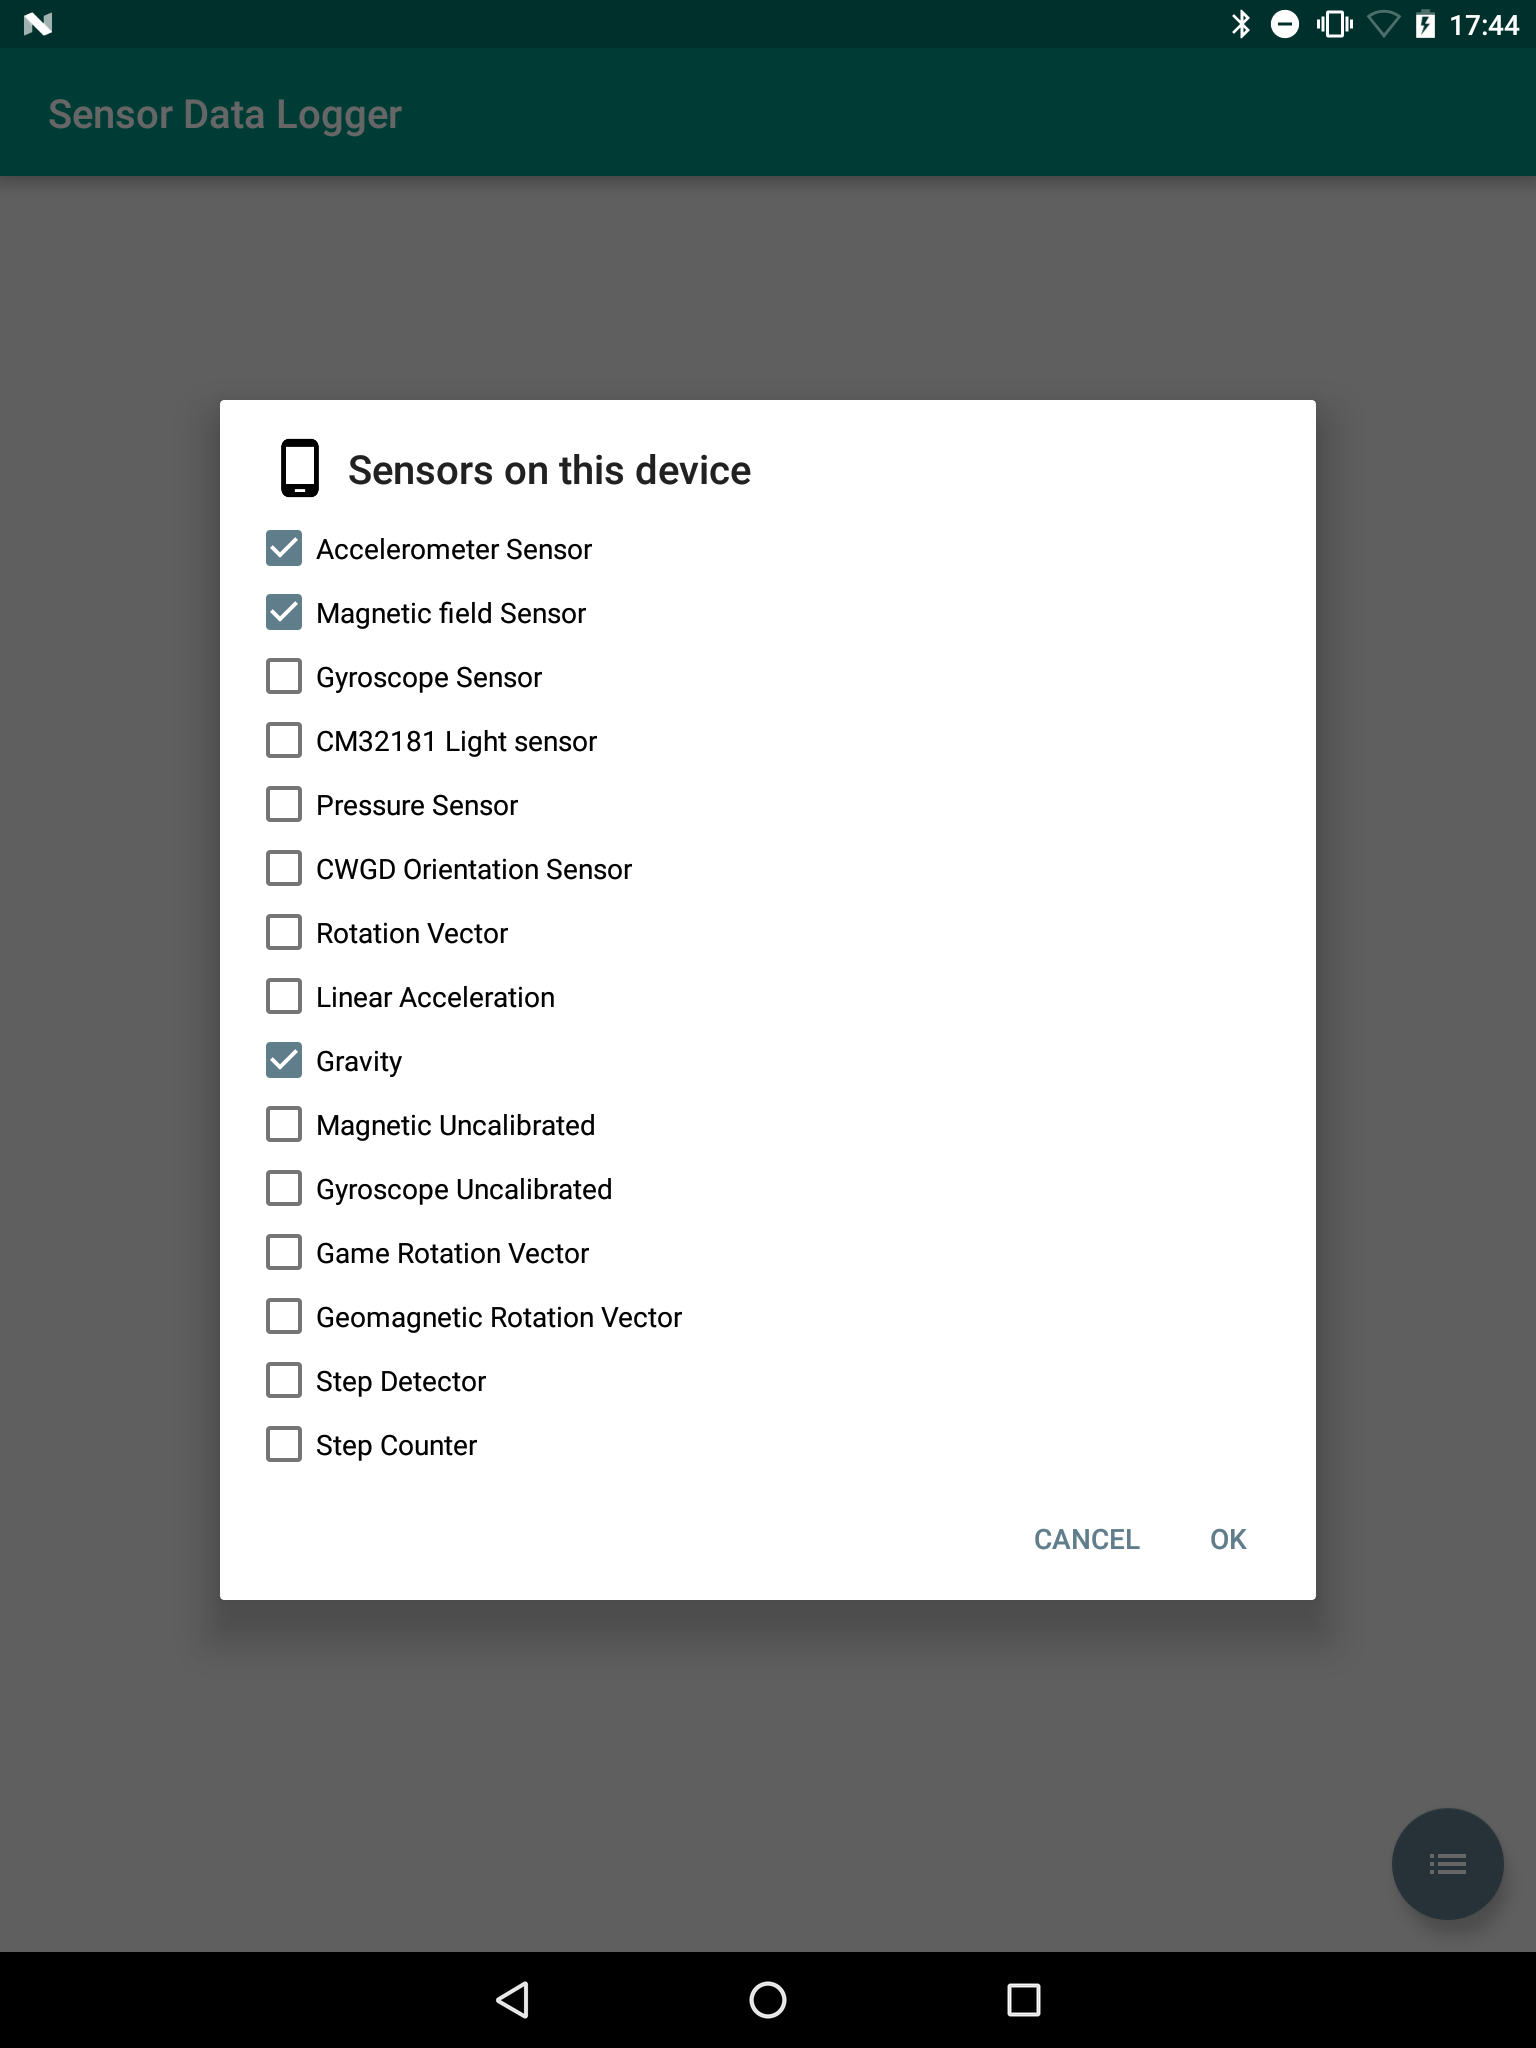 17:44
Sensor Data Logger
Sensors on this device
Accelerometer Sensor
Magnetic field Sensor
Gyroscope Sensor
CM32181 Light sensor
Pressure Sensor
CWGD Orientation Sensor
Rotation Vector
Linear Acceleration
Gravity
Magnetic Uncalibrated
Gyroscope Uncalibrated
Game Rotation Vector
Geomagnetic Rotation Vector
Step Detector
Step Counter
CANCEL OK